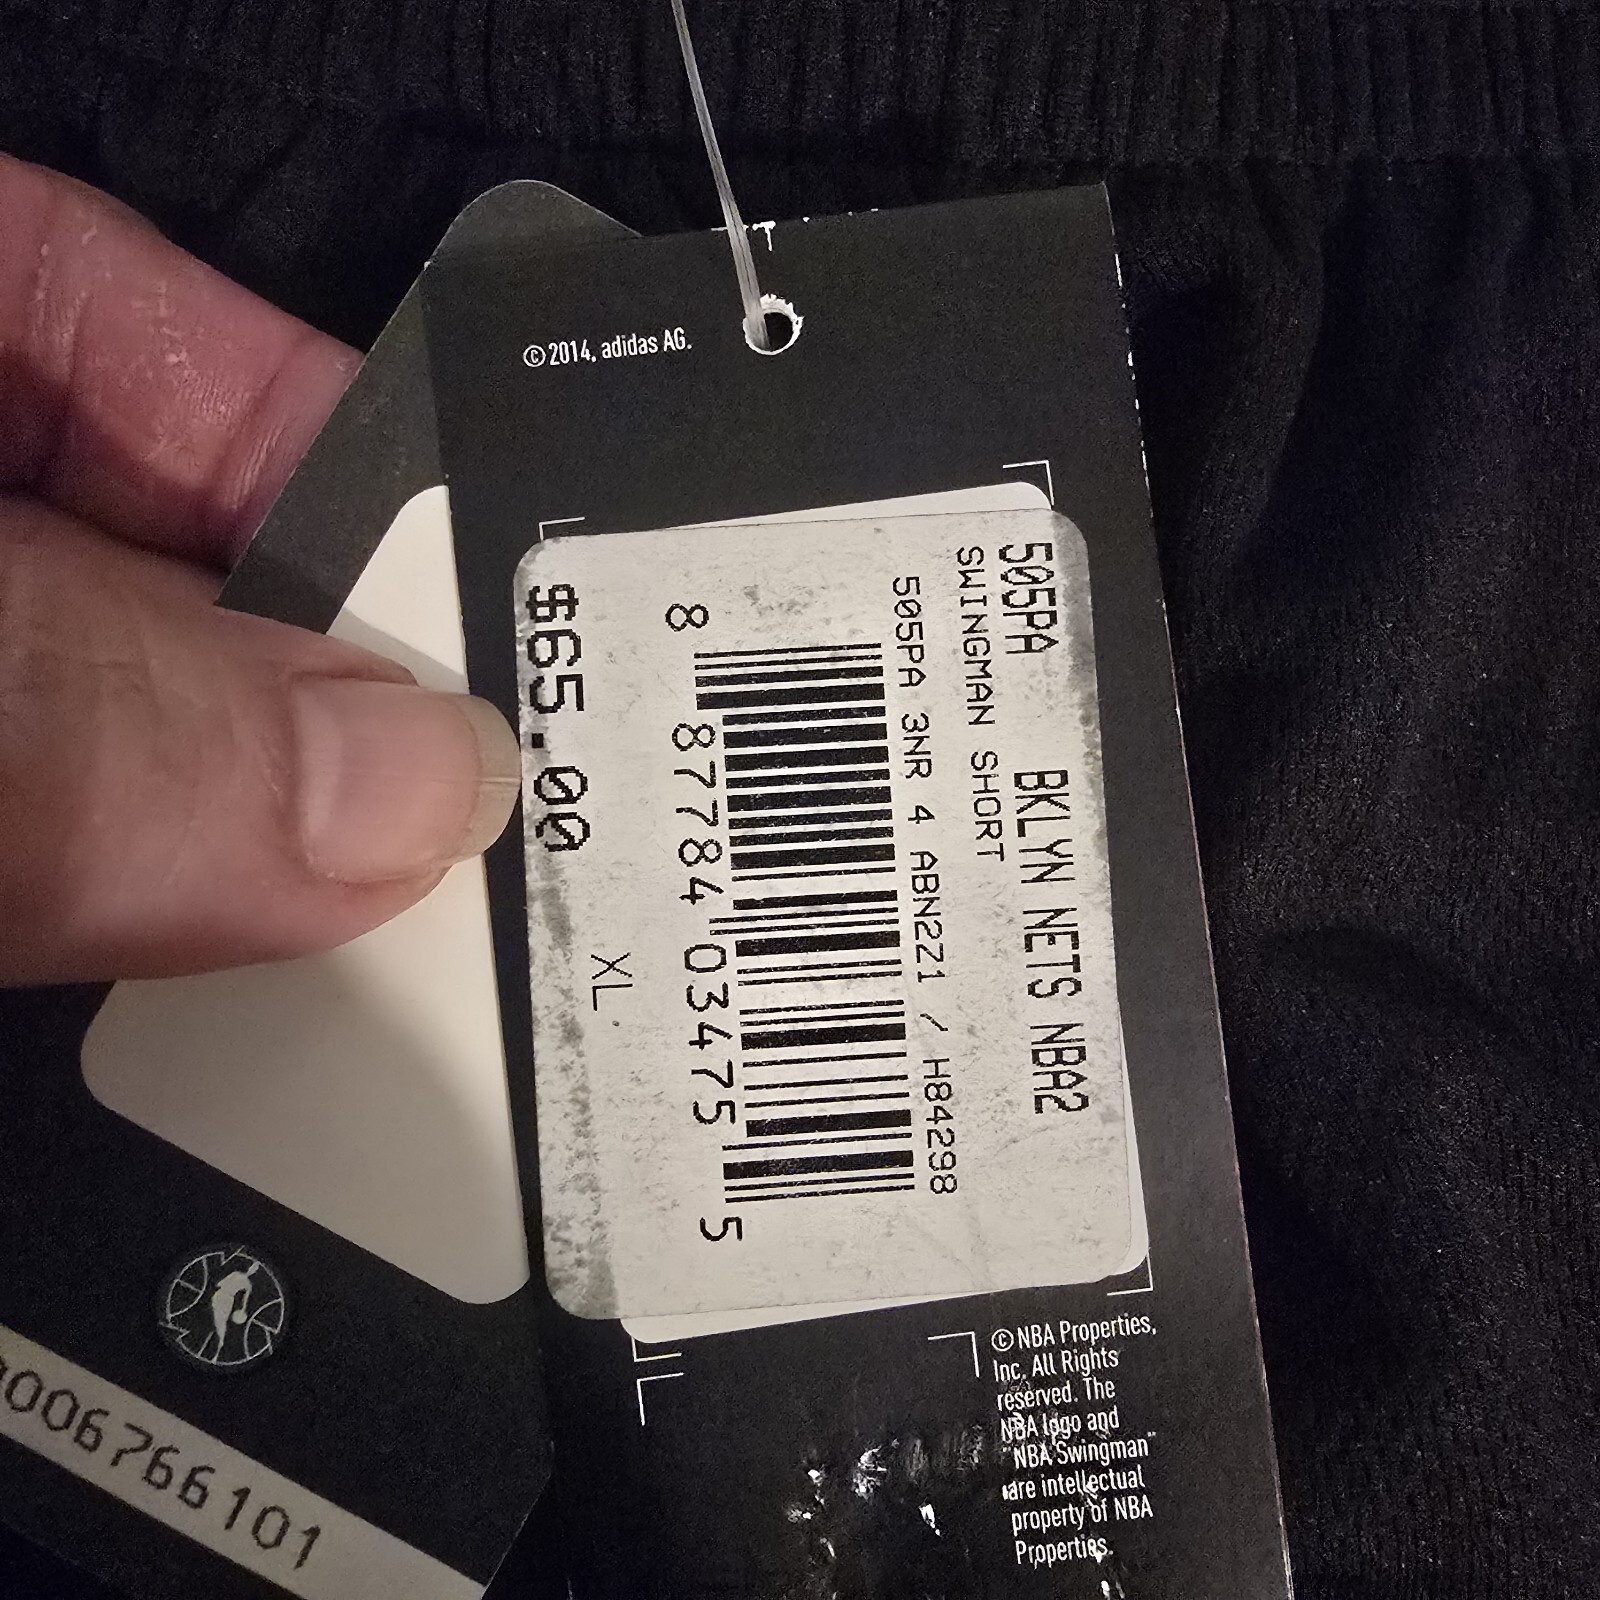 © 2014, adidas AG.
505PA BKLYN NETS NBA2
SWINGMAN SHORT
505PA 3NR 4 ABN2Z1 / H84298
8 87784 03475 5
XL
$65.00
© NBA Properties,
Inc. All Rights
reserved. The
NBA logo and
"NBA Swingman"
are intellectual
property of NBA
Properties.
006766101